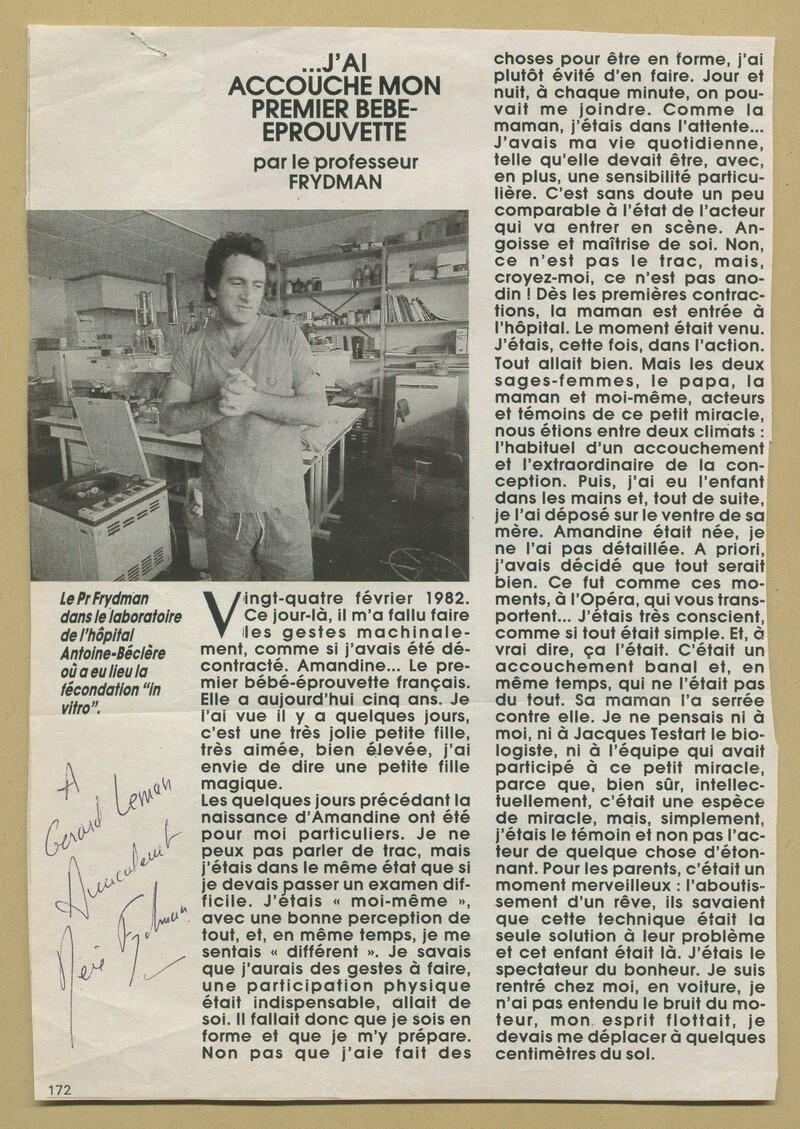 ...J'AI
ACCOUCHE MON
PREMIER BEBE-
EPROUVETTE
par le professeur
FRYDMAN
Le Pr Frydman
dans le laboratoire
de l'hôpital
Antoine-Béclère
où a eu lieu la
fécondation "in
vitro".
Vingt-quatre février 1982.
Ce jour-là, il m'a fallu faire
les gestes machinale-
ment, comme si j'avais été dé-
contracté. Amandine... Le pre-
mier bébé-éprouvette français.
Elle a aujourd'hui cinq ans. Je
l'ai vue il y a quelques jours,
c'est une très jolie petite fille,
très aimée, bien élevée, j'ai
envie de dire une petite fille
magique.
Les quelques jours précédant la
naissance d'Amandine ont été
pour moi particuliers. Je ne
peux pas parler de trac, mais
j'étais dans le même état que si
je devais passer un examen dif-
ficile. J'étais « moi-même »,
avec une bonne perception de
tout, et, en même temps, je me
sentais « différent ». Je savais
que j'aurais des gestes à faire,
une participation physique
était indispensable, allait de
soi. Il fallait donc que je sois en
forme et que je m'y prépare.
Non pas que j'aie fait des
choses pour être en forme, j'ai
plutôt évité d'en faire. Jour et
nuit, à chaque minute, on pou-
vait me joindre. Comme la
maman, j'étais dans l'attente...
J'avais ma vie quotidienne,
telle qu'elle devait être, avec,
en plus, une sensibilité particu-
lière. C'est sans doute un peu
comparable à l'état de l'acteur
qui va entrer en scène. An-
goisse et maîtrise de soi. Non,
ce n'est pas le trac, mais,
croyez-moi, ce n'est pas ano-
din ! Dès les premières contrac-
tions, la maman est entrée à
l'hôpital. Le moment était venu.
J'étais, cette fois, dans l'action.
Tout allait bien. Mais les deux
sages-femmes, le papa, la
maman et moi-même, acteurs
et témoins de ce petit miracle,
nous étions entre deux climats :
l'habituel d'un accouchement
et l'extraordinaire de la con-
ception. Puis, j'ai eu l'enfant
dans les mains et, tout de suite,
je l'ai déposé sur le ventre de sa
mère. Amandine était née, je
ne l'ai pas détaillée. A priori,
j'avais décidé que tout serait
bien. Ce fut comme ces mo-
ments, à l'Opéra, qui vous trans-
portent... J'étais très conscient,
comme si tout était simple. Et, à
vrai dire, ça l'était. C'était un
accouchement banal et, en
même temps, qui ne l'était pas
du tout. Sa maman l'a serrée
contre elle. Je ne pensais ni à
moi, ni à Jacques Testart le bio-
logiste, ni à l'équipe qui avait
participé à ce petit miracle,
parce que, bien sûr, intellec-
tuellement, c'était une espèce
de miracle, mais, simplement,
j'étais le témoin et non pas l'ac-
teur de quelque chose d'éton-
nant. Pour les parents, c'était un
moment merveilleux : l'aboutis-
sement d'un rêve, ils savaient
que cette technique était la
seule solution à leur problème
et cet enfant était là. J'étais le
spectateur du bonheur. Je suis
rentré chez moi, en voiture, je
n'ai pas entendu le bruit du mo-
teur, mon esprit flottait, je
devais me déplacer à quelques
centimètres du sol.
A
Gerard Leman
Amicalement
René Frydman
172